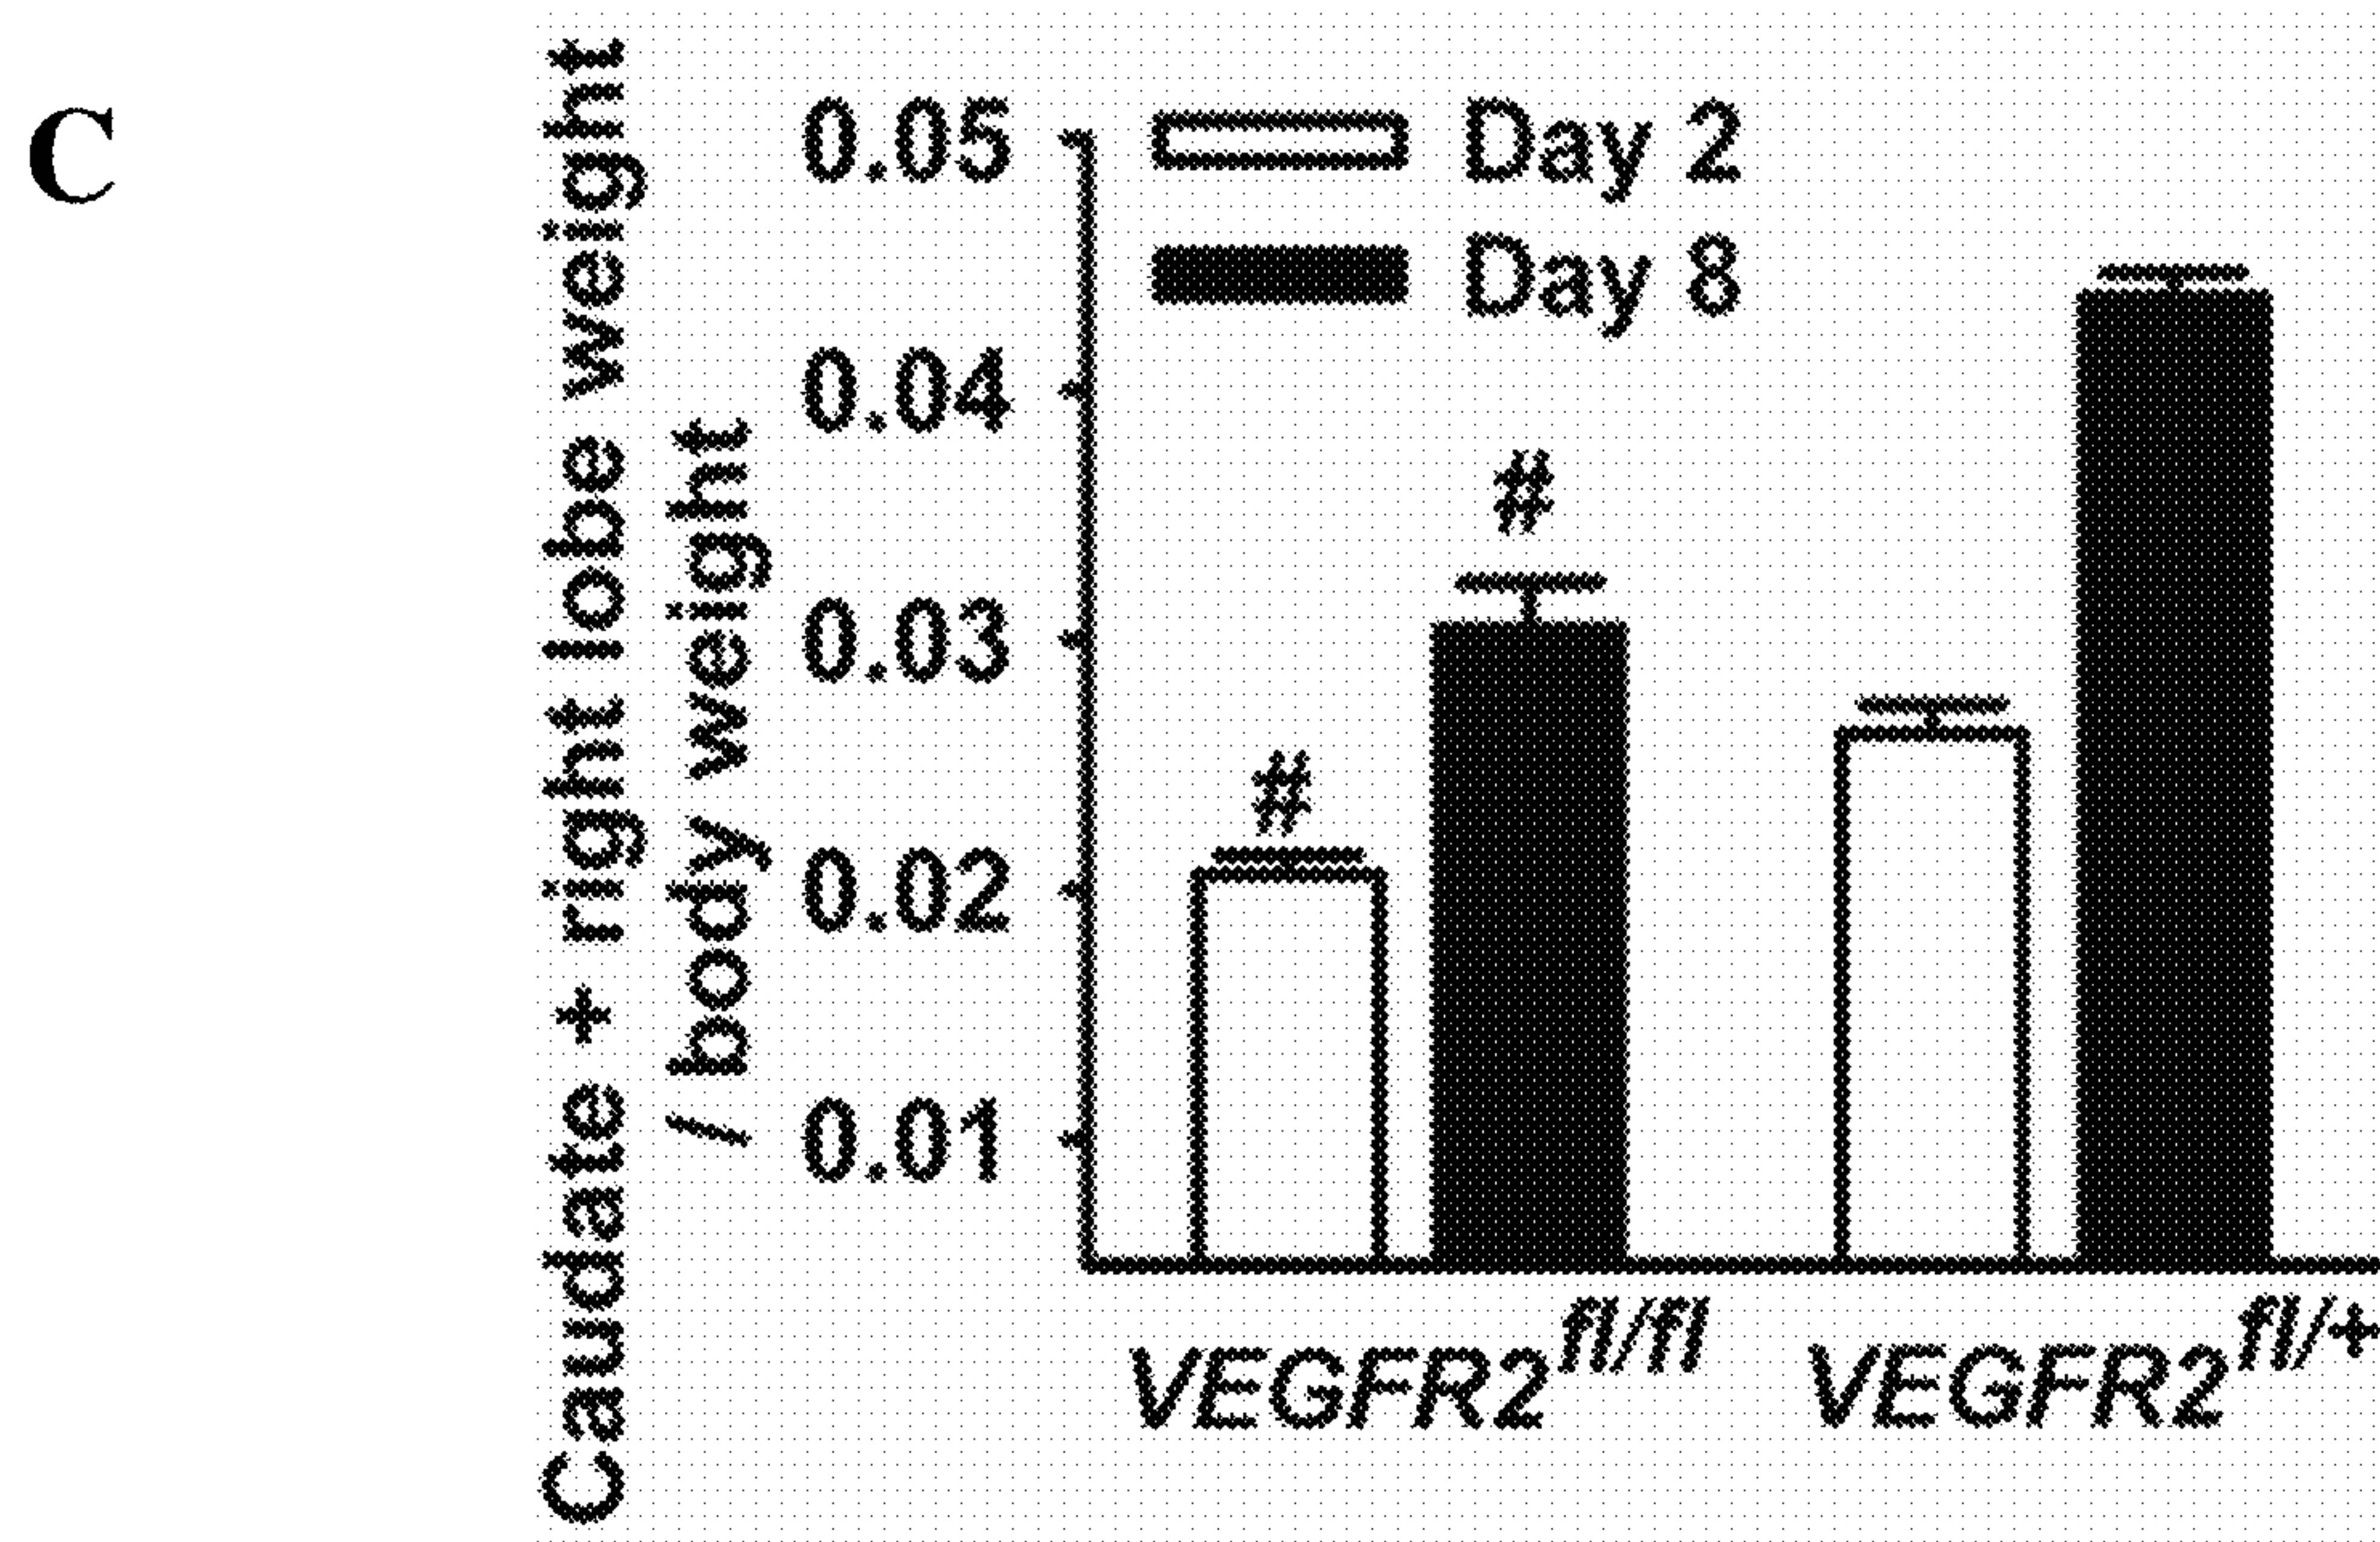 C
Caudate + right lobe weight
/ body weight
0.05
0.04
0.03
0.02
0.01
Day 2
Day 8
#
#
VEGFR2fl/fl
VEGFR2fl/+